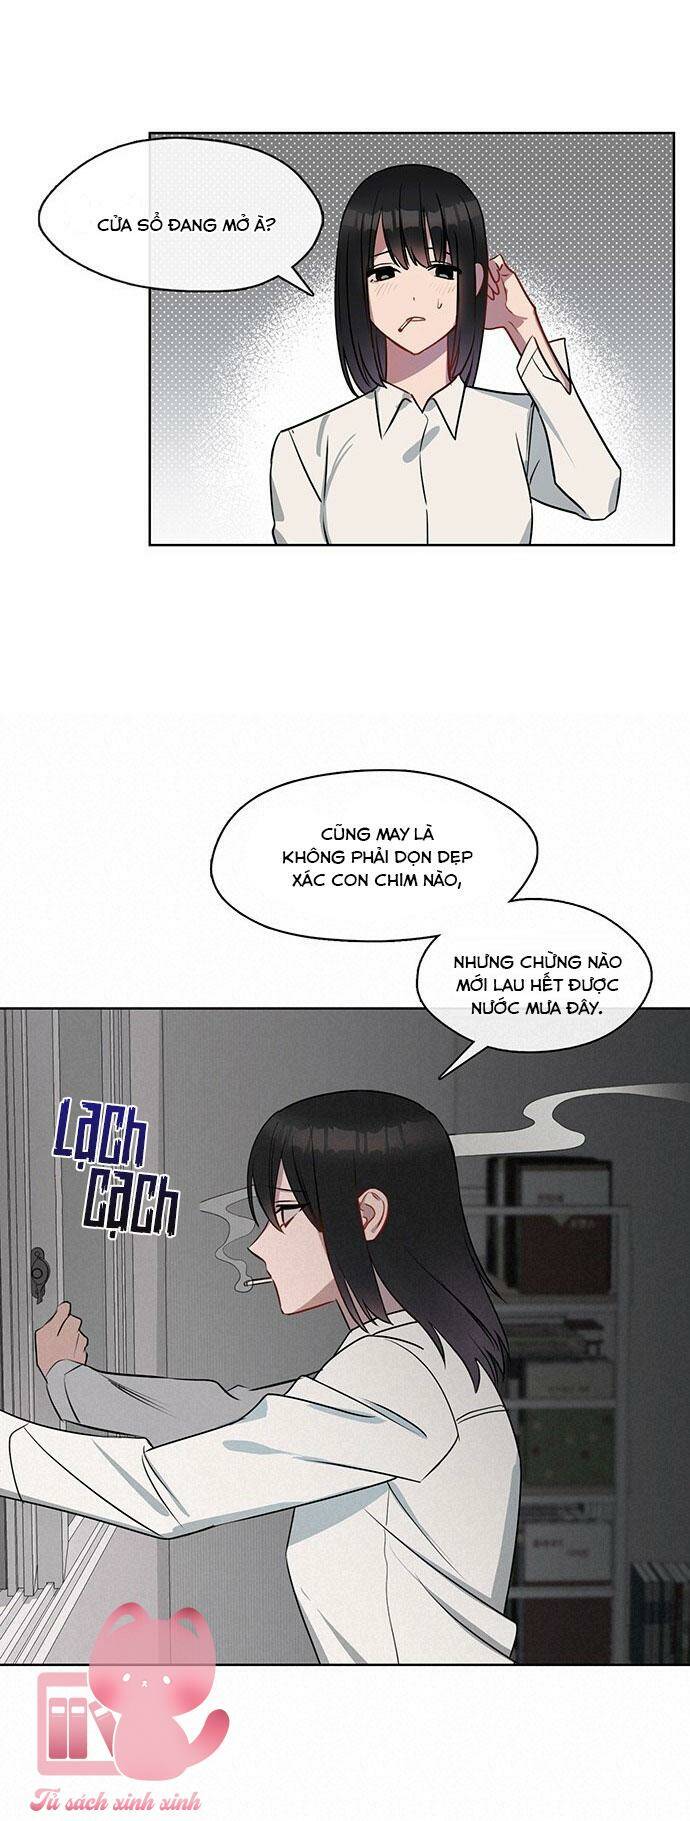 CỬA SỔ ĐANG MỞ À?
CŨNG MAY LÀ
KHÔNG PHẢI DỌN DẸP
XÁC CON CHIM NÀO,
NHƯNG CHỪNG NÀO
MỚI LAU HẾT ĐƯỢC
NƯỚC MƯA ĐÂY.
Lạch
cạch
Tủ sách xinh xinh